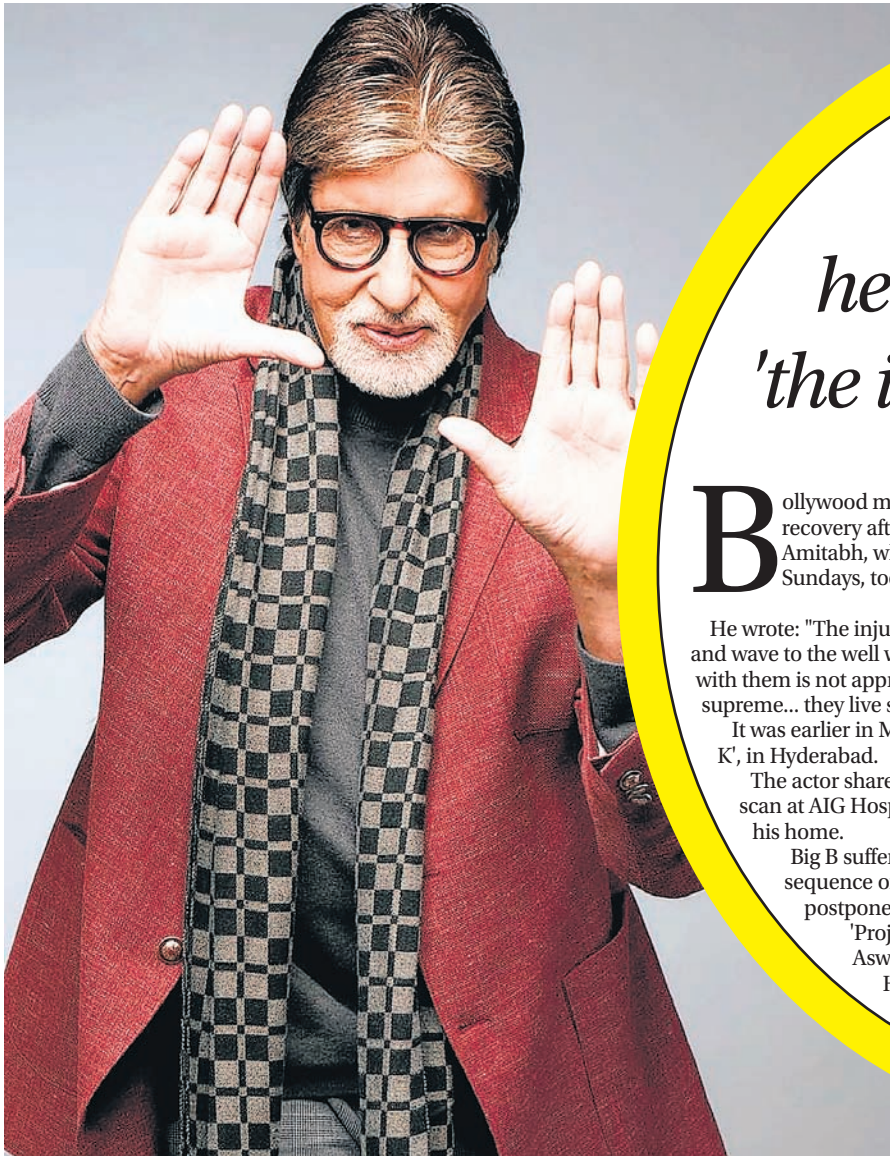 he
'the i
Bollywood m
recovery aft
Amitabh, w
Sundays, too
He wrote: "The inju
and wave to the well w
with them is not appr
supreme... they live s
It was earlier in M
K', in Hyderabad.
The actor share
scan at AIG Hosp
his home.
Big B suffer
sequence o
postpone
'Proj
Asw
H